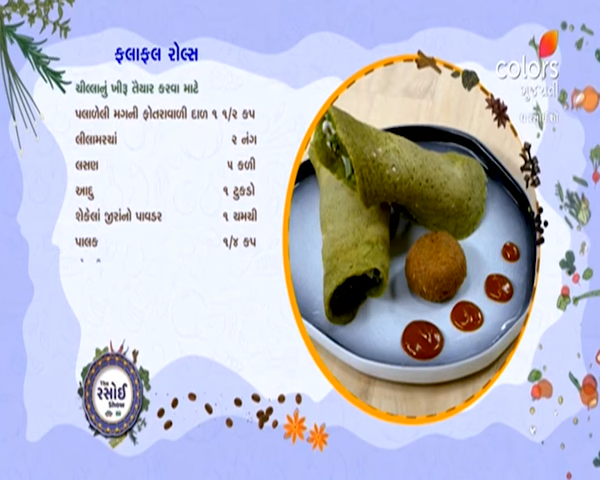 ફલાફલ રોલ્સ
ચીલ્લાનું ખીરૂ તૈયાર કરવા માટે
પલાળેલી મગની ફોતરાવાળી દાળ ૧ ૧/૨ કપ
લીલામરચાં ૨ નંગ
લસણ ૫ કળી
આદુ ૧ ટુકડો
શેકેલાં જીરાંનો પાવડર ૧ ચમચી
પાલક ૧/૪ કપ
colors
ગુજરાતી
રસોઈ